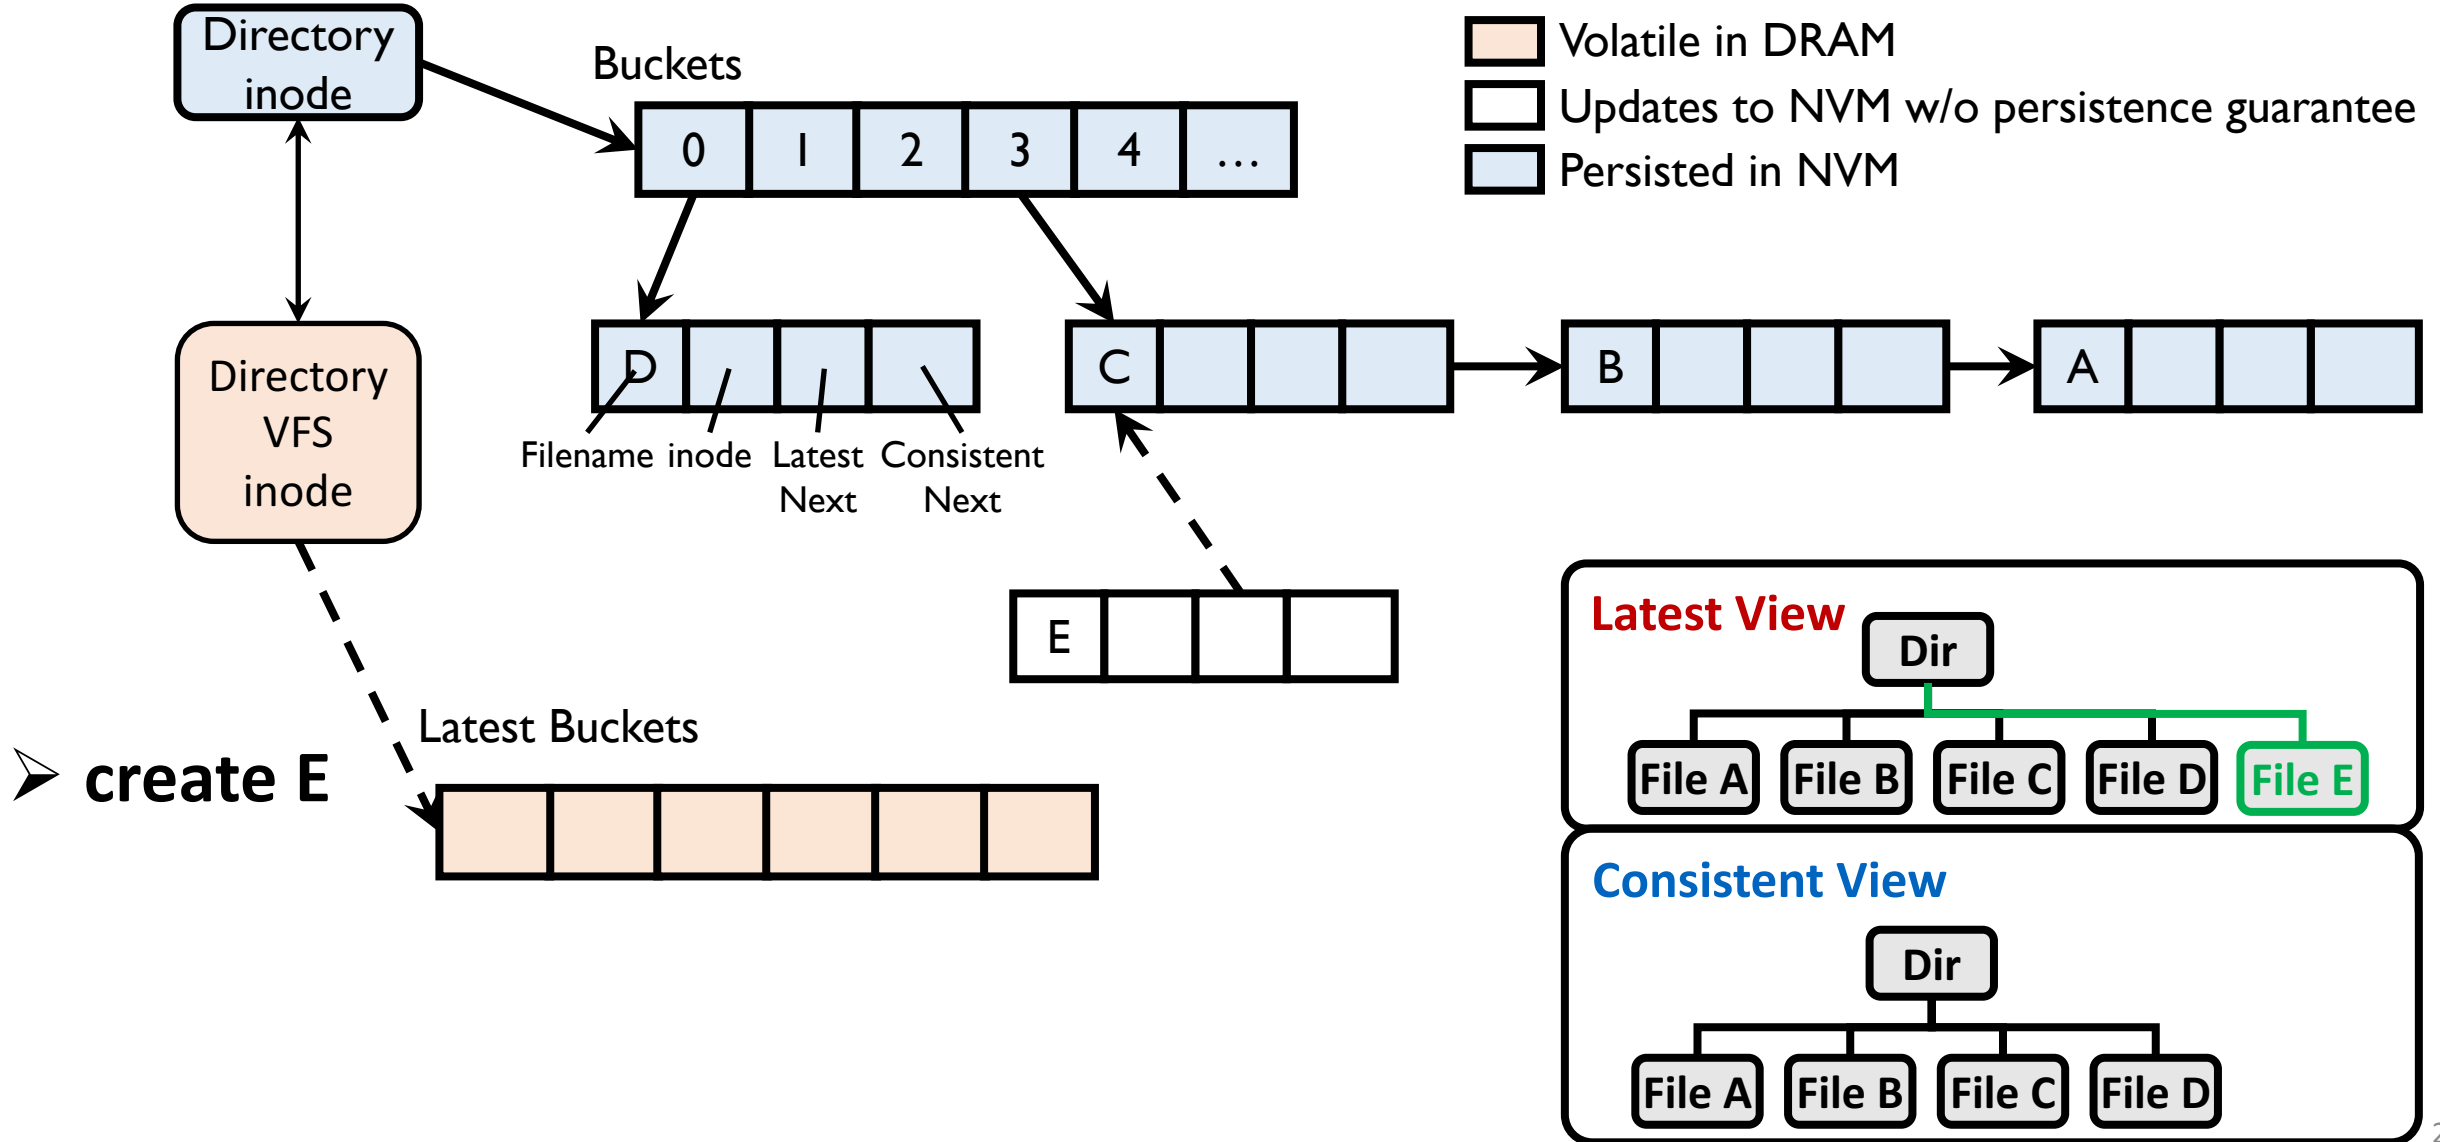 Directory
inode
Buckets
Volatile in DRAM
Updates to NVM w/o persistence guarantee
Persisted in NVM
0 1 2 3 4 ...
Directory
VFS
inode
D
C
B
A
Filename inode Latest Next Consistent Next
E
Latest Buckets
➢ create E
Latest View
Dir
File A File B File C File D File E
Consistent View
Dir
File A File B File C File D